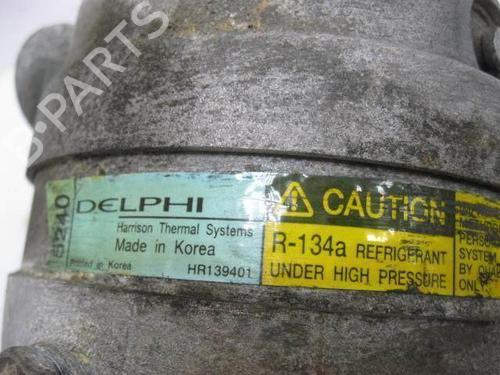 B-PARTS
5240
DELPHI
Harrison Thermal Systems
Made in Korea
Printed in Korea
HR139401
CAUTION
R-134a REFRIGERANT
UNDER HIGH PRESSURE
SYSTEM
BY
ONLY